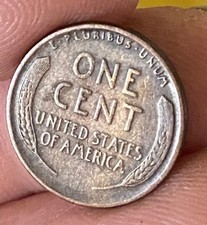 E·PLURIBUS·UNUM
ONE
CENT
UNITED STATES
OF AMERICA